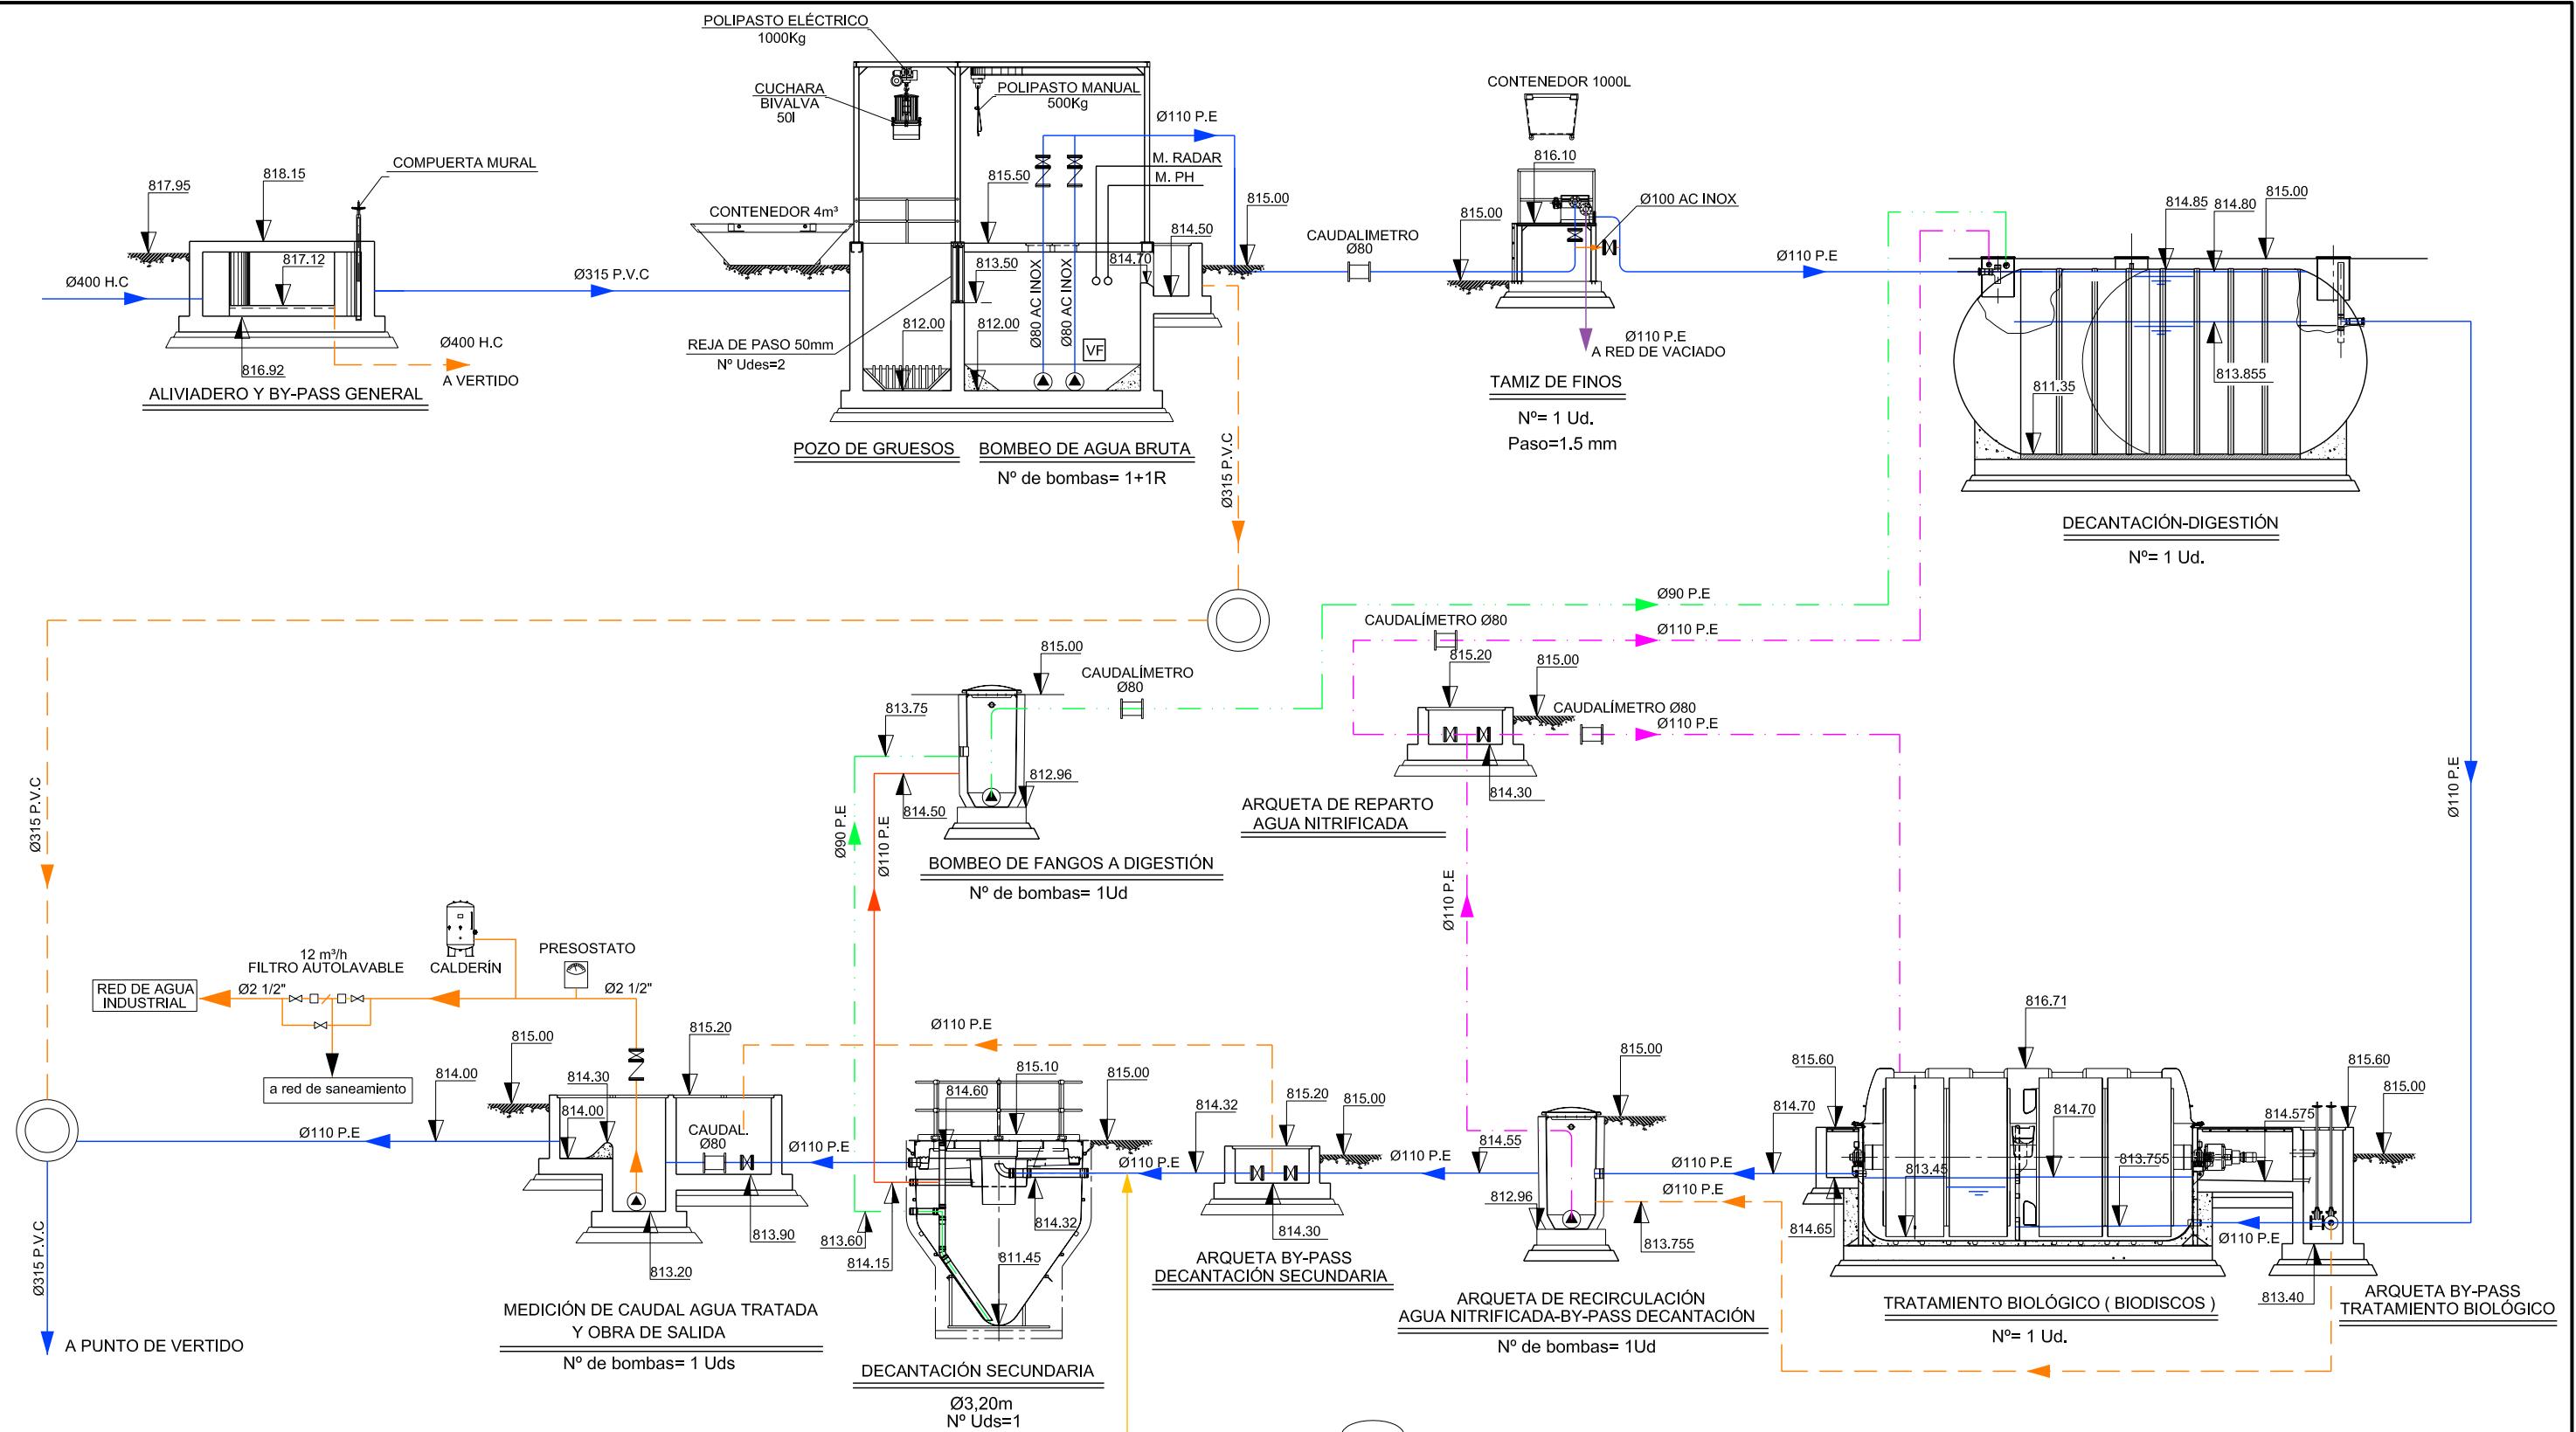 POLIPASTO ELÉCTRICO
1000Kg
CUCHARA
BIVALVA
50l
POLIPASTO MANUAL
500Kg
Ø110 P.E
CONTENEDOR 1000L
COMPUERTA MURAL
817.95
818.15
817.12
Ø400 H.C
816.92
Ø400 H.C
A VERTIDO
ALIVIADERO Y BY-PASS GENERAL
Ø315 P.V.C
CONTENEDOR 4m³
815.50
M. RADAR
M. PH
815.00
814.50
814.70
813.50
812.00
812.00
Ø80 AC INOX
Ø80 AC INOX
VF
REJA DE PASO 50mm
Nº Udes=2
POZO DE GRUESOS
BOMBEO DE AGUA BRUTA
Nº de bombas= 1+1R
Ø315 P.V.C
CAUDALIMETRO
Ø80
816.10
815.00
Ø100 AC INOX
Ø110 P.E
Ø110 P.E
A RED DE VACIADO
TAMIZ DE FINOS
Nº= 1 Ud.
Paso=1.5 mm
814.85
814.80
815.00
813.855
811.35
DECANTACIÓN-DIGESTIÓN
Nº= 1 Ud.
Ø90 P.E
CAUDALÍMETRO Ø80
Ø110 P.E
815.20
815.00
CAUDALÍMETRO Ø80
Ø110 P.E
814.30
ARQUETA DE REPARTO
AGUA NITRIFICADA
Ø110 P.E
Ø110 P.E
815.00
CAUDALÍMETRO
Ø80
813.75
812.96
814.50
BOMBEO DE FANGOS A DIGESTIÓN
Nº de bombas= 1Ud
Ø90 P.E
Ø110 P.E
Ø315 P.V.C
12 m³/h
FILTRO AUTOLAVABLE
CALDERÍN
PRESOSTATO
RED DE AGUA
INDUSTRIAL
Ø2 1/2"
Ø2 1/2"
a red de saneamiento
815.00
815.20
814.00
814.30
814.00
Ø110 P.E
CAUDAL.
Ø80
Ø110 P.E
813.90
813.20
MEDICIÓN DE CAUDAL AGUA TRATADA
Y OBRA DE SALIDA
Nº de bombas= 1 Uds
Ø315 P.V.C
A PUNTO DE VERTIDO
Ø110 P.E
815.10
814.60
815.00
Ø110 P.E
814.32
813.60
814.15
811.45
DECANTACIÓN SECUNDARIA
Ø3,20m
Nº Uds=1
814.32
815.20
815.00
Ø110 P.E
814.30
ARQUETA BY-PASS
DECANTACIÓN SECUNDARIA
814.55
815.00
Ø110 P.E
Ø110 P.E
812.96
813.755
ARQUETA DE RECIRCULACIÓN
AGUA NITRIFICADA-BY-PASS DECANTACIÓN
Nº de bombas= 1Ud
816.71
815.60
814.70
814.70
813.45
813.755
814.65
814.575
815.60
815.00
Ø110 P.E
813.40
TRATAMIENTO BIOLÓGICO ( BIODISCOS )
Nº= 1 Ud.
ARQUETA BY-PASS
TRATAMIENTO BIOLÓGICO